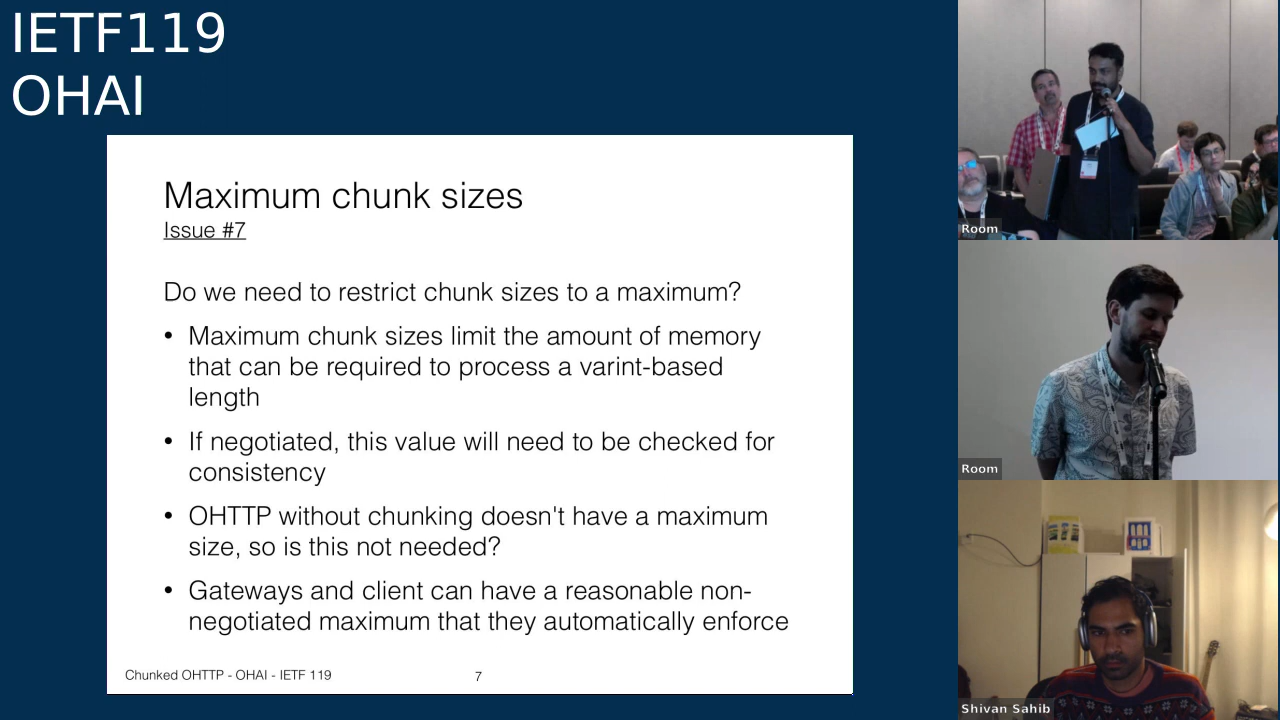 IETF119
OHAI
Maximum chunk sizes
Issue #7
Do we need to restrict chunk sizes to a maximum?
• Maximum chunk sizes limit the amount of memory
that can be required to process a varint-based
length
• If negotiated, this value will need to be checked for
consistency
• OHTTP without chunking doesn't have a maximum
size, so is this not needed?
• Gateways and client can have a reasonable non-
negotiated maximum that they automatically enforce
Chunked OHTTP - OHAI - IETF 119
7
Room
Room
Shivan Sahib